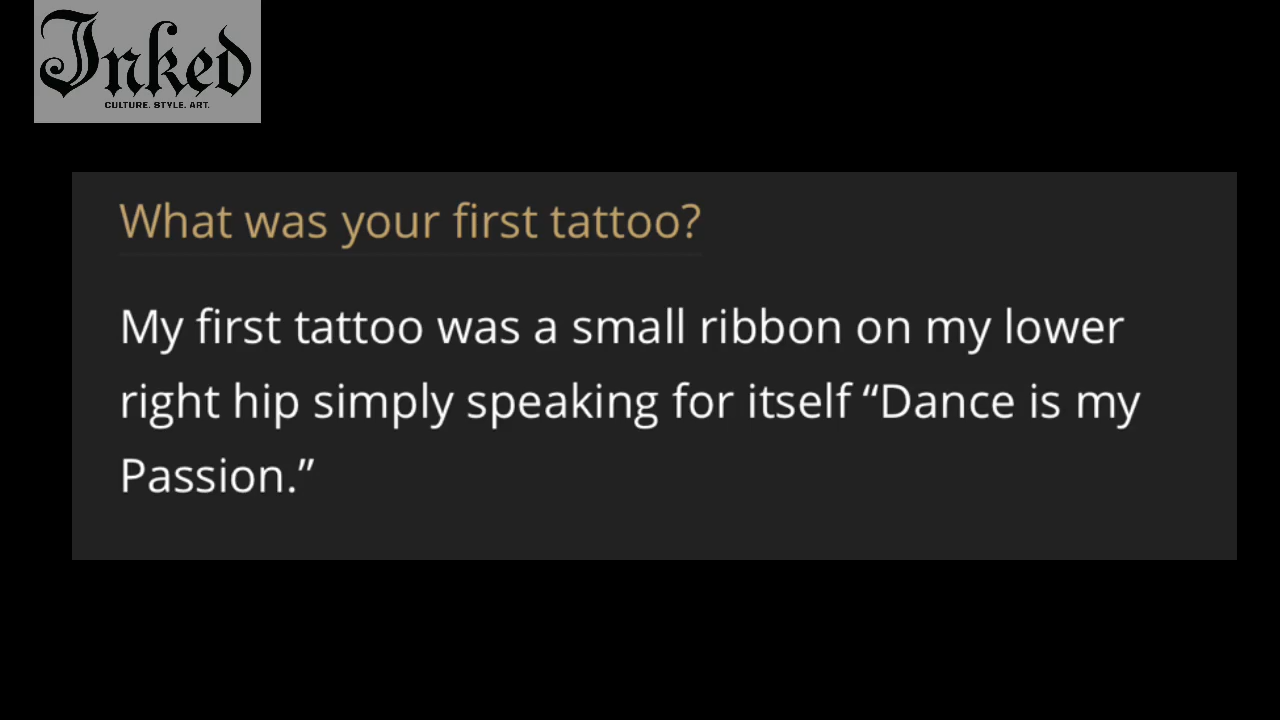 Inked
CULTURE. STYLE. ART.
What was your first tattoo?
My first tattoo was a small ribbon on my lower
right hip simply speaking for itself “Dance is my
Passion.”